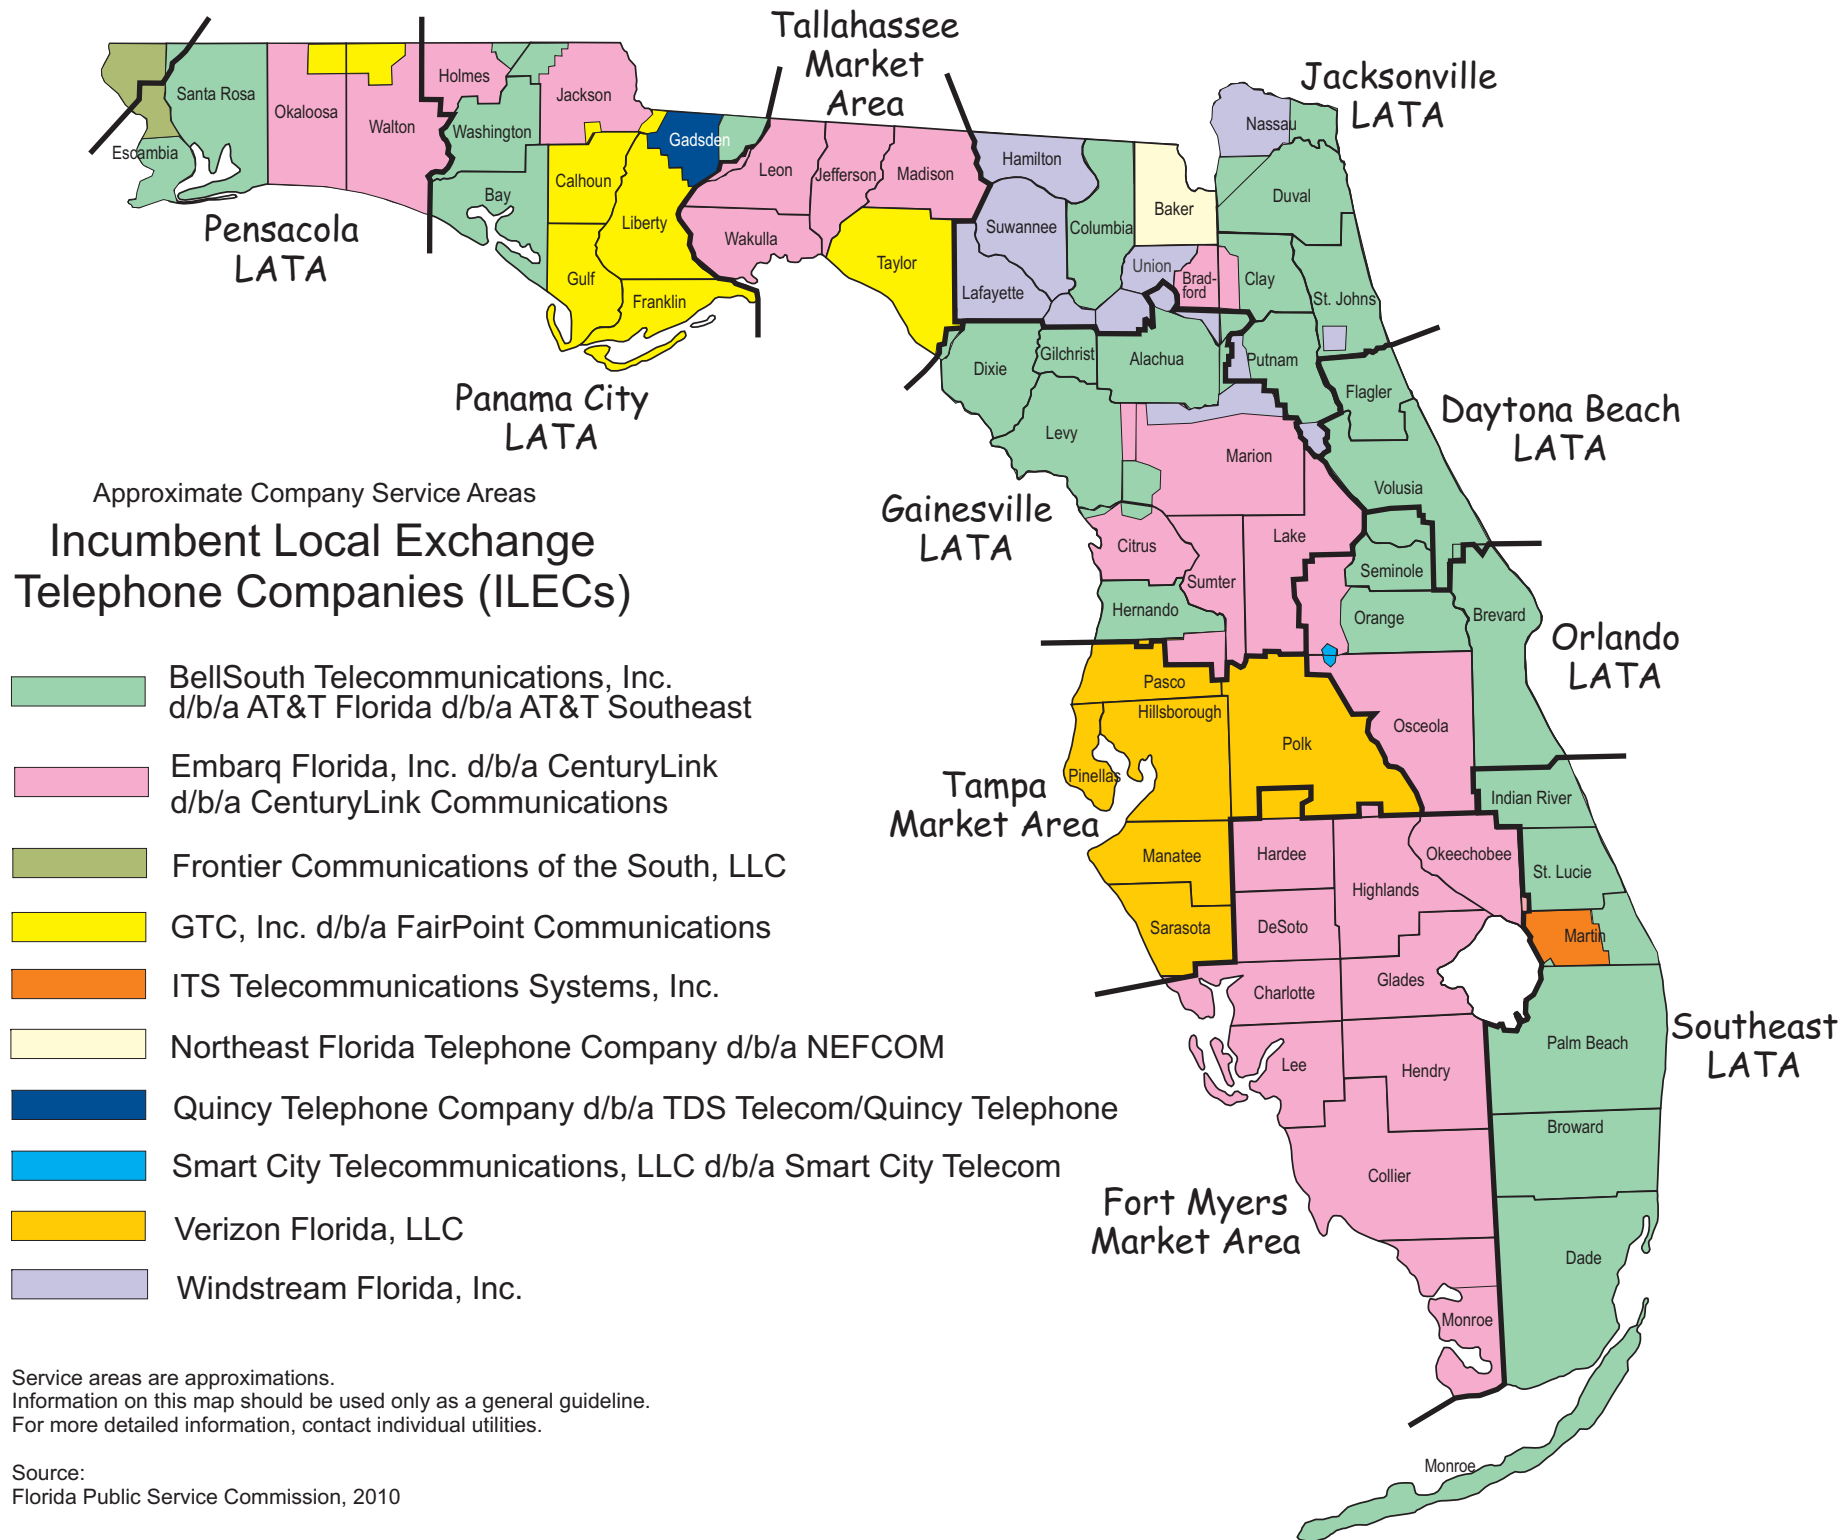 Tallahassee
Market
Area
Jacksonville
LATA
Pensacola
LATA
Panama City
LATA
Daytona Beach
LATA
Gainesville
LATA
Orlando
LATA
Tampa
Market Area
Southeast
LATA
Fort Myers
Market Area
Escambia
Santa Rosa
Okaloosa
Walton
Holmes
Washington
Jackson
Bay
Calhoun
Gulf
Liberty
Franklin
Gadsden
Leon
Wakulla
Jefferson
Madison
Taylor
Hamilton
Suwannee
Lafayette
Columbia
Baker
Nassau
Duval
Union
Brad-
ford
Clay
St. Johns
Dixie
Gilchrist
Alachua
Putnam
Flagler
Levy
Marion
Volusia
Citrus
Sumter
Lake
Seminole
Hernando
Orange
Brevard
Pasco
Hillsborough
Pinellas
Polk
Osceola
Indian River
Manatee
Hardee
Okeechobee
St. Lucie
Highlands
Sarasota
DeSoto
Martin
Charlotte
Glades
Lee
Hendry
Palm Beach
Broward
Collier
Dade
Monroe
Monroe
Approximate Company Service Areas
Incumbent Local Exchange
Telephone Companies (ILECs)
BellSouth Telecommunications, Inc.
d/b/a AT&T Florida d/b/a AT&T Southeast
Embarq Florida, Inc. d/b/a CenturyLink
d/b/a CenturyLink Communications
Frontier Communications of the South, LLC
GTC, Inc. d/b/a FairPoint Communications
ITS Telecommunications Systems, Inc.
Northeast Florida Telephone Company d/b/a NEFCOM
Quincy Telephone Company d/b/a TDS Telecom/Quincy Telephone
Smart City Telecommunications, LLC d/b/a Smart City Telecom
Verizon Florida, LLC
Windstream Florida, Inc.
Service areas are approximations.
Information on this map should be used only as a general guideline.
For more detailed information, contact individual utilities.
Source:
Florida Public Service Commission, 2010